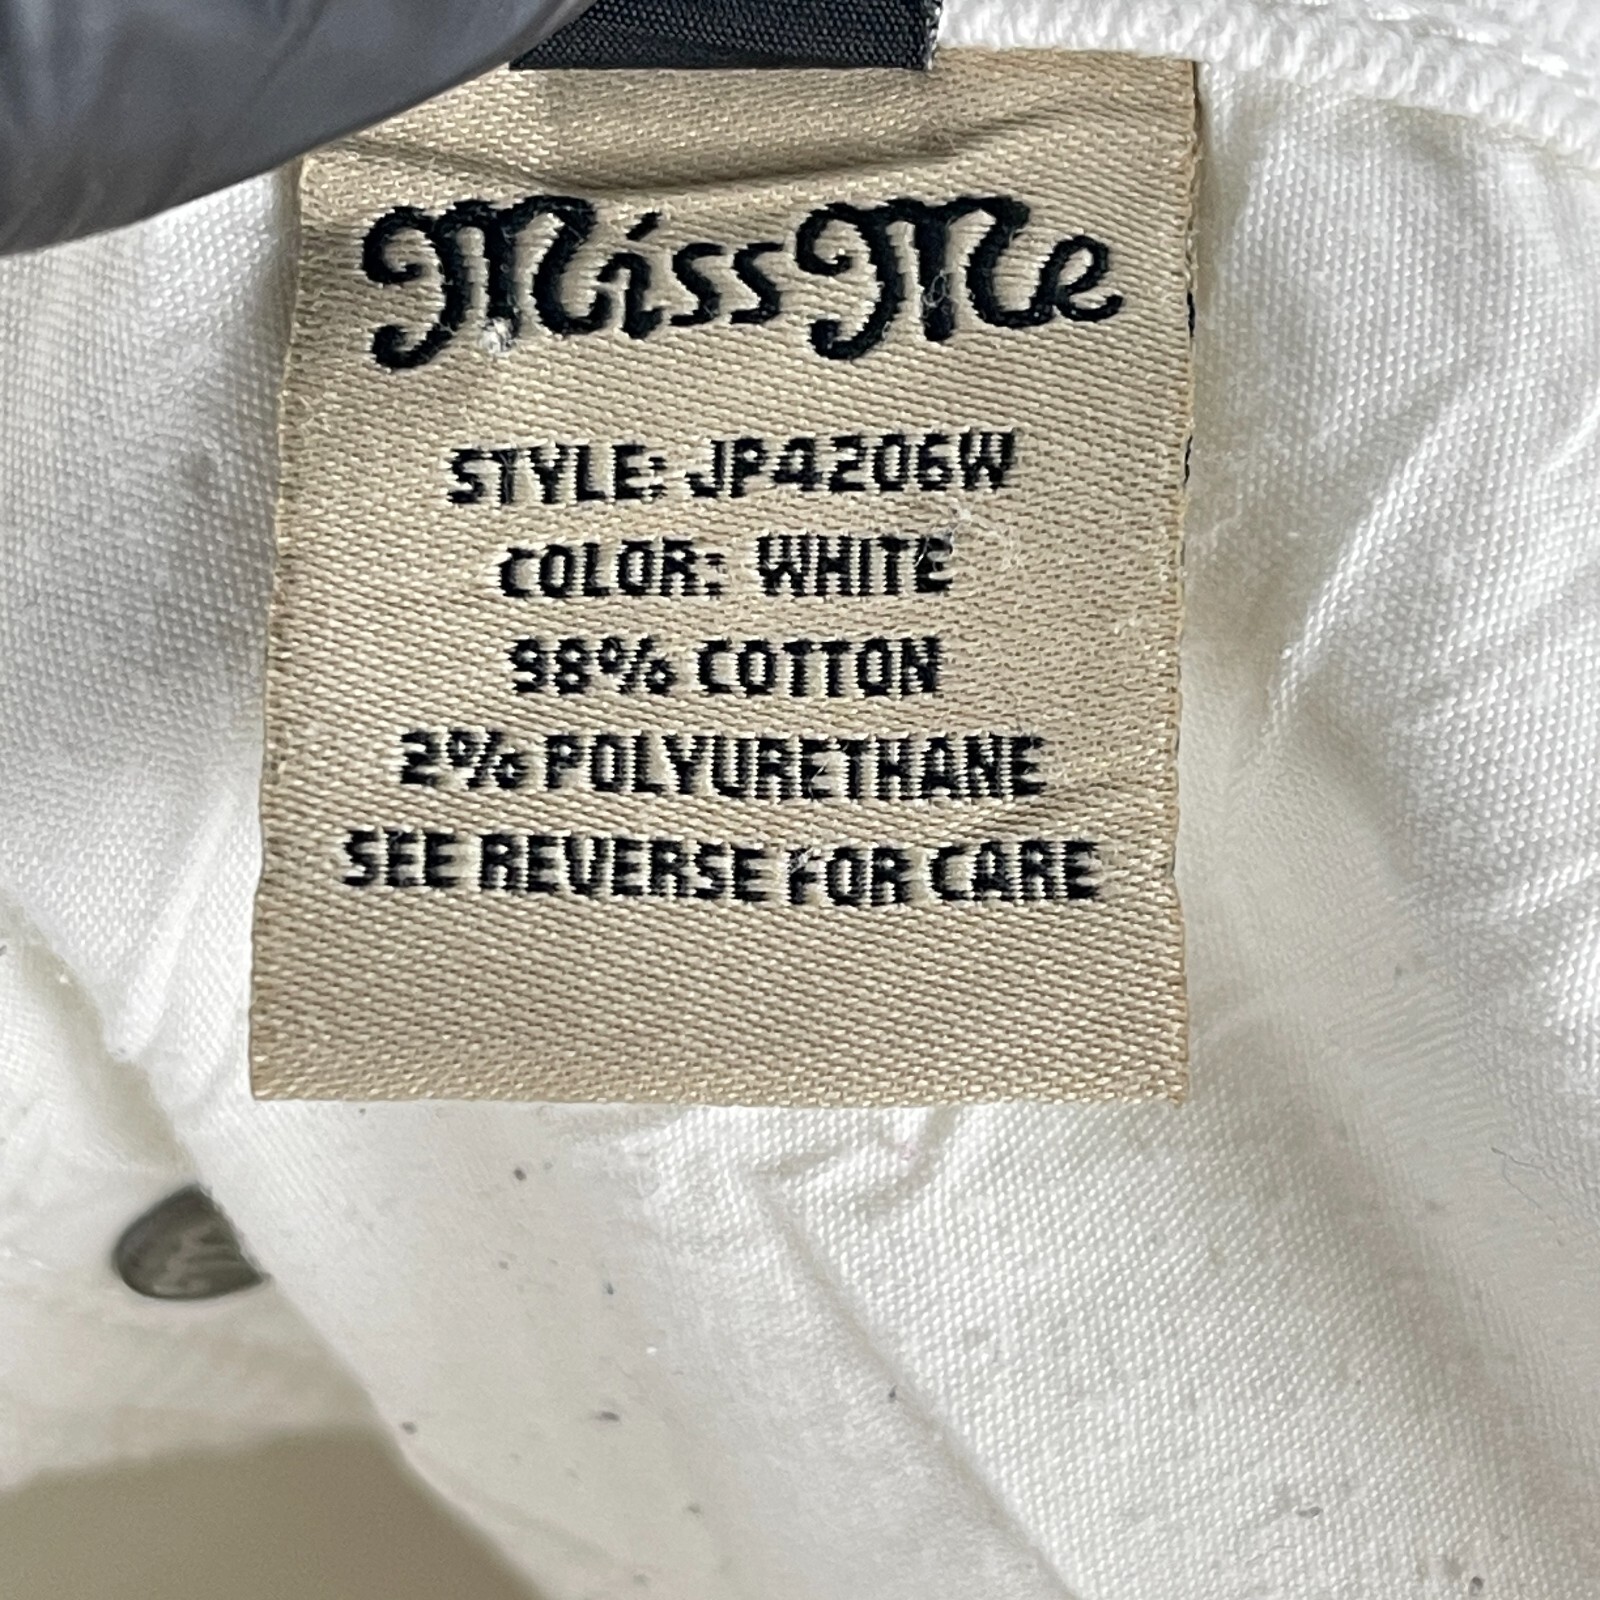 Miss Me
STYLE: JP4206W
COLOR: WHITE
98% COTTON
2% POLYURETHANE
SEE REVERSE FOR CARE